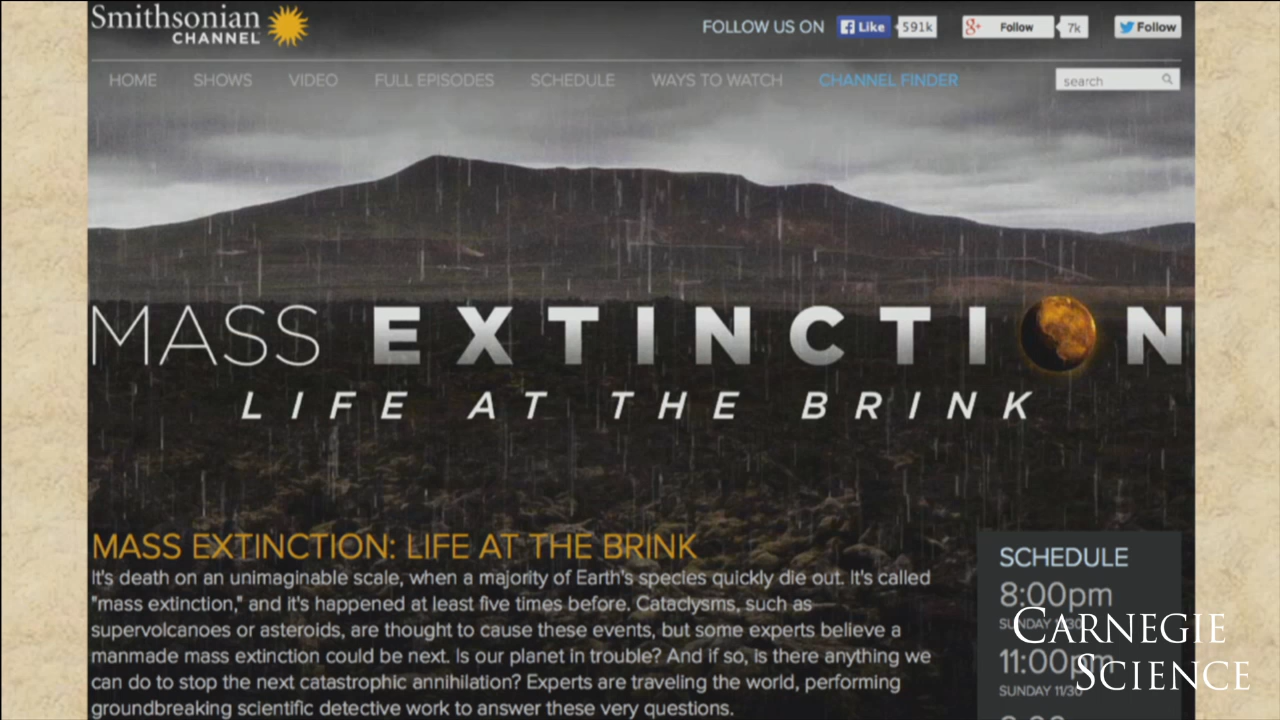 Smithsonian
CHANNEL
FOLLOW US ON
Like 591k
Follow 7k
Follow
HOME SHOWS VIDEO FULL EPISODES SCHEDULE WAYS TO WATCH CHANNEL FINDER
search
MASS EXTINCTION
LIFE AT THE BRINK
MASS EXTINCTION: LIFE AT THE BRINK
It's death on an unimaginable scale, when a majority of Earth's species quickly die out. It's called
"mass extinction," and it's happened at least five times before. Cataclysms, such as
supervolcanoes or asteroids, are thought to cause these events, but some experts believe a
manmade mass extinction could be next. Is our planet in trouble? And if so, is there anything we
can do to stop the next catastrophic annihilation? Experts are traveling the world, performing
groundbreaking scientific detective work to answer these very questions.
SCHEDULE
8:00pm
SUNDAY 11/30
11:00pm
SUNDAY 11/30
CARNEGIE
SCIENCE